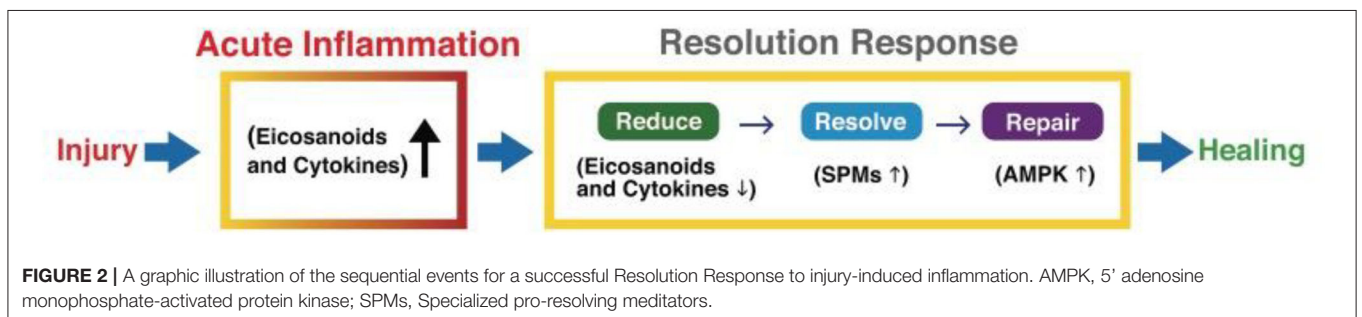 Acute Inflammation
Resolution Response
Injury
(Eicosanoids
and Cytokines)
Reduce → Resolve → Repair
(Eicosanoids
and Cytokines ↓)
(SPMs ↑)
(AMPK ↑)
Healing
FIGURE 2 | A graphic illustration of the sequential events for a successful Resolution Response to injury-induced inflammation. AMPK, 5' adenosine
monophosphate-activated protein kinase; SPMs, Specialized pro-resolving meditators.